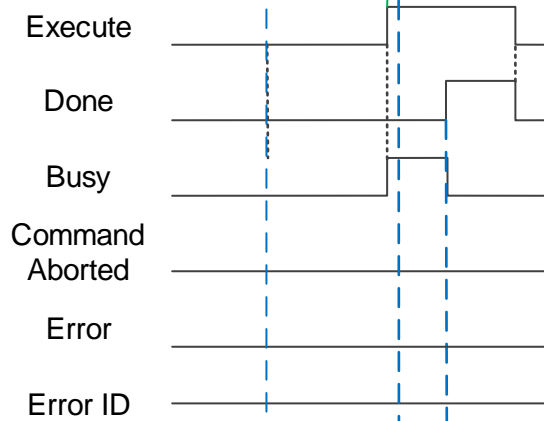 Execute
Done
Busy
Command
Aborted
Error
Error ID